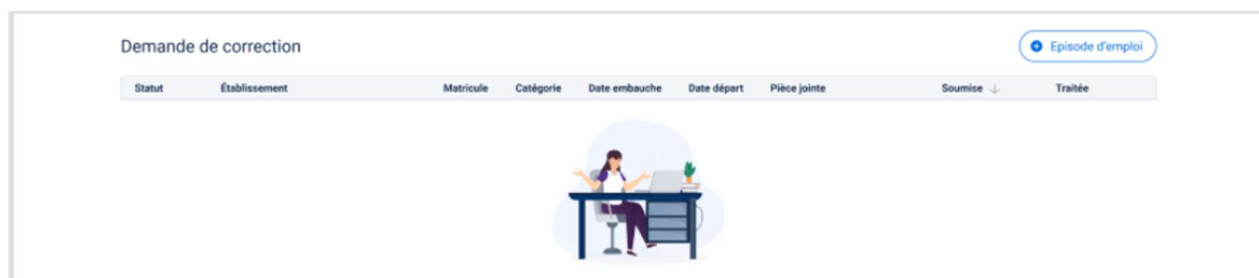 Demande de correction
Episode d'emploi
Statut Établissement Matricule Catégorie Date embauche Date départ Pièce jointe Soumise Traitée